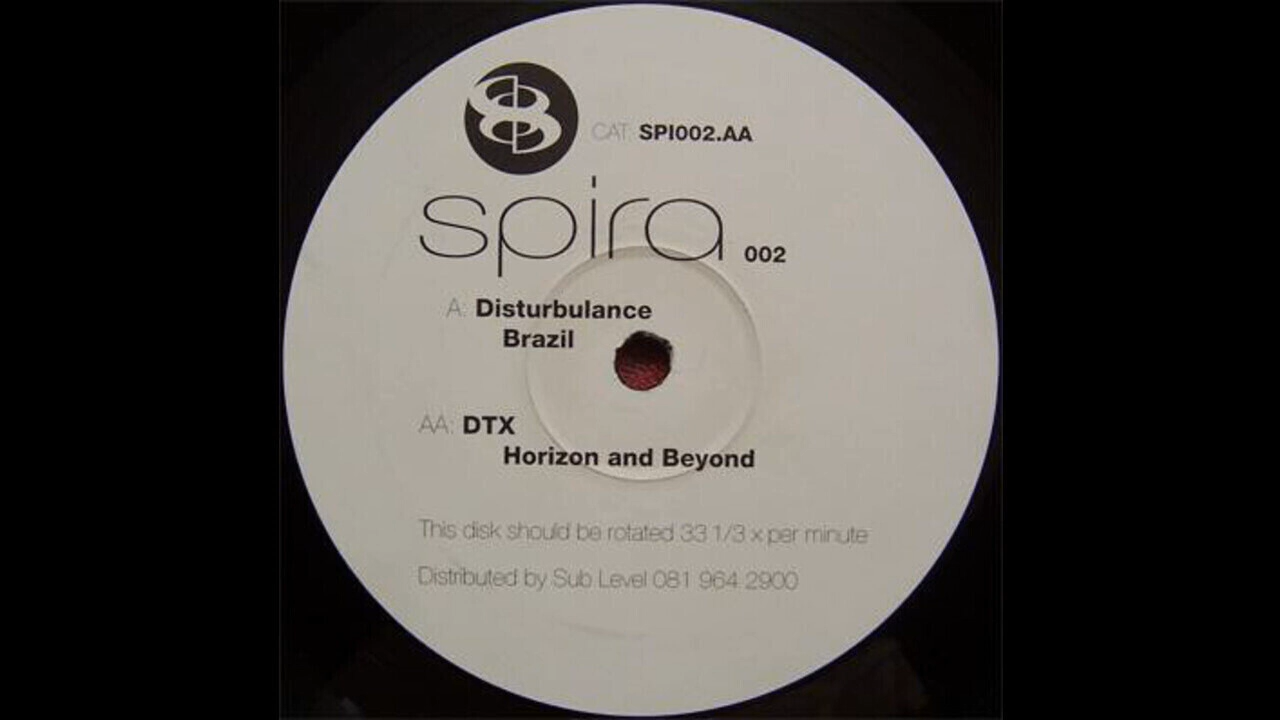 CAT: SPI002.AA
spira 002
A: Disturbulance
Brazil
AA: DTX
Horizon and Beyond
This disk should be rotated 33 1/3 x per minute
Distributed by Sub Level 081 964 2900